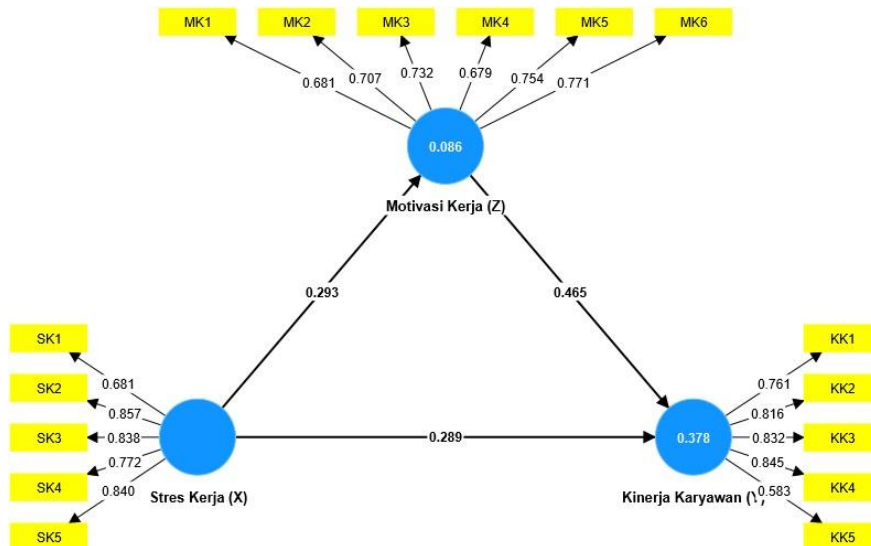 MK1 MK2 MK3 MK4 MK5 MK6
0.681 0.707 0.732 0.679 0.754 0.771
0.086
Motivasi Kerja (Z)
0.293 0.465
SK1 KK1
0.681 0.761
SK2 KK2
0.857 0.816
SK3 0.838 0.289 0.378 0.832 KK3
0.772 0.845
SK4 KK4
0.840 0.583
Stres Kerja (X) Kinerja Karyawan (Y)
SK5 KK5